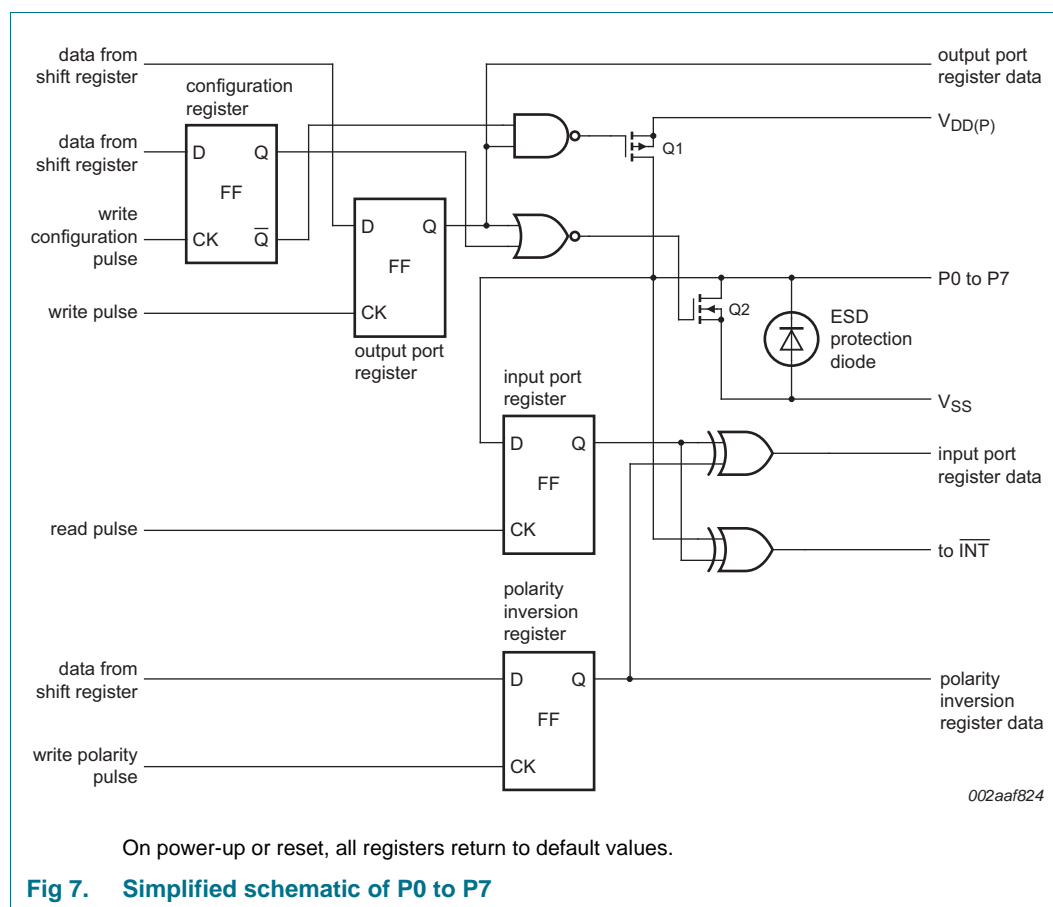 data from
shift register
output port
register data
configuration
register
V_DD(P)
Q1
data from
shift register
D
Q
FF
write
configuration
pulse
CK
Q̅
D
Q
FF
CK
write pulse
output port
register
P0 to P7
Q2
ESD
protection
diode
V_SS
input port
register
D
Q
FF
CK
input port
register data
read pulse
to I̅N̅T̅
polarity
inversion
register
data from
shift register
D
Q
FF
CK
polarity
inversion
register data
write polarity
pulse
002aaf824
On power-up or reset, all registers return to default values.
Fig 7. Simplified schematic of P0 to P7